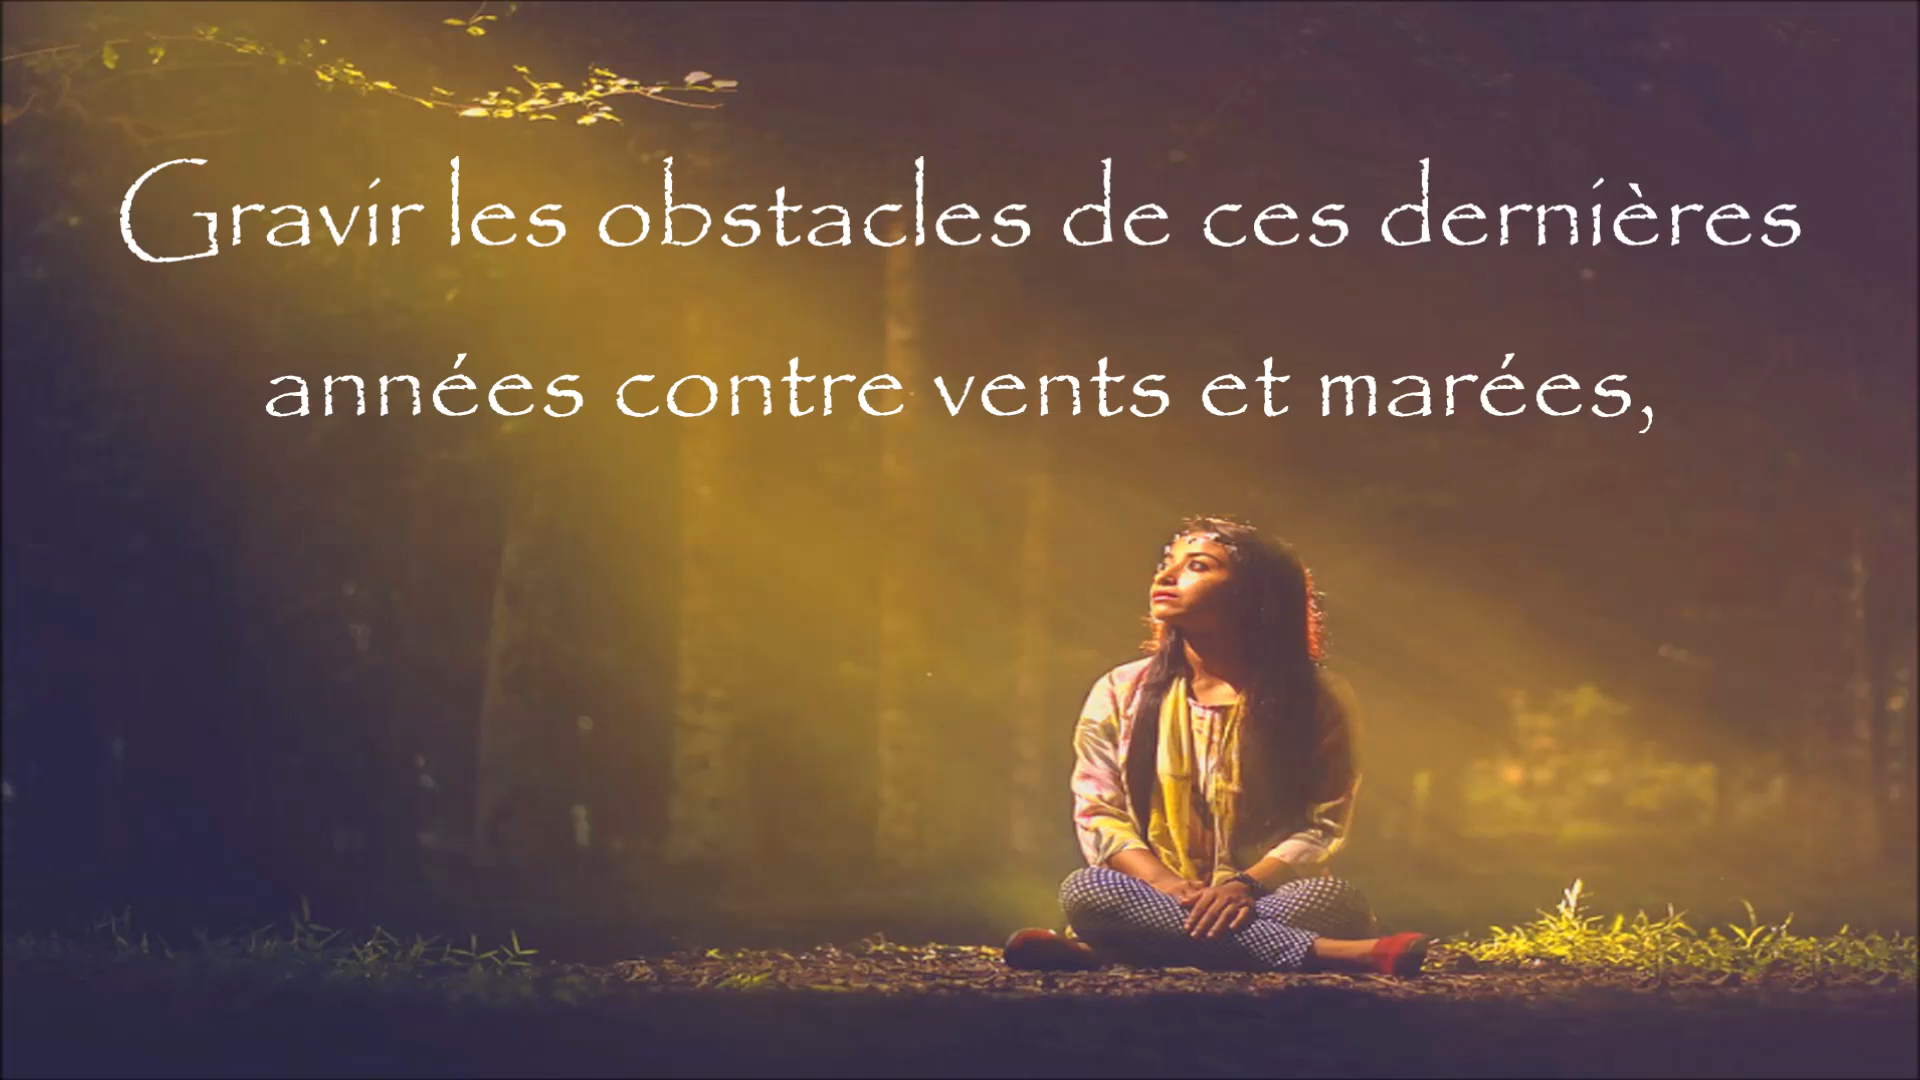 Gravir les obstacles de ces dernières
années contre vents et marées,